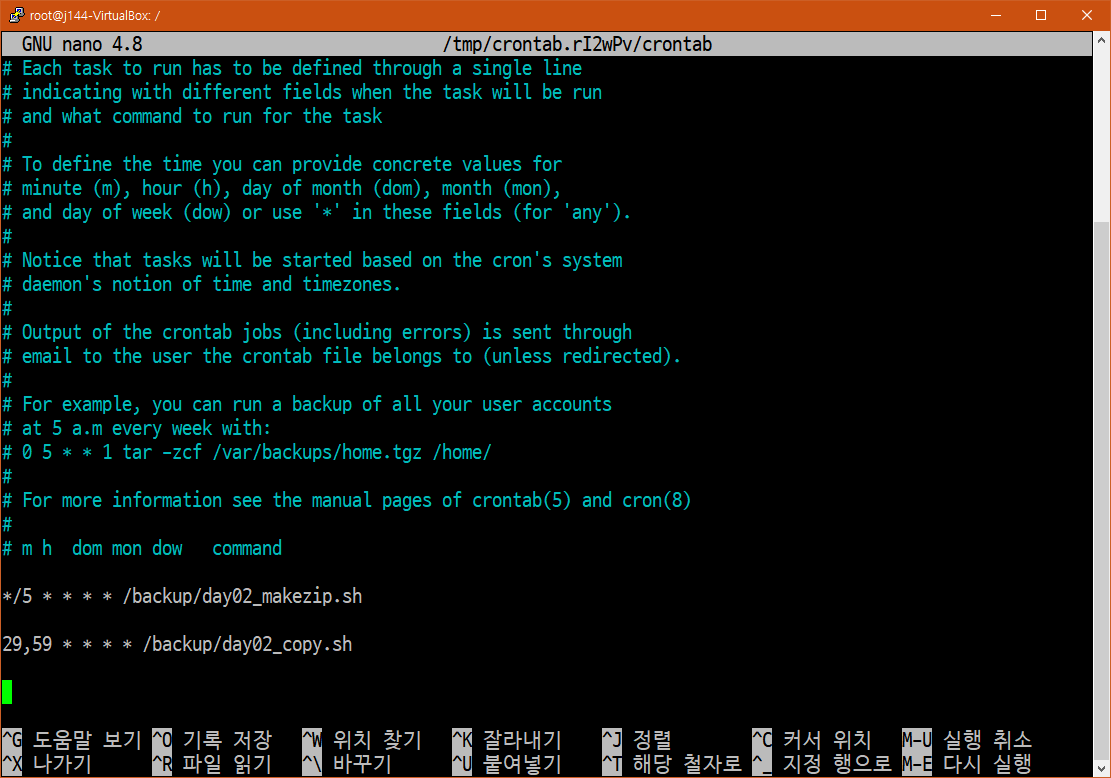 root@j144-VirtualBox: /
GNU nano 4.8 /tmp/crontab.rI2wPv/crontab
# Each task to run has to be defined through a single line
# indicating with different fields when the task will be run
# and what command to run for the task
#
# To define the time you can provide concrete values for
# minute (m), hour (h), day of month (dom), month (mon),
# and day of week (dow) or use '*' in these fields (for 'any').
#
# Notice that tasks will be started based on the cron's system
# daemon's notion of time and timezones.
#
# Output of the crontab jobs (including errors) is sent through
# email to the user the crontab file belongs to (unless redirected).
#
# For example, you can run a backup of all your user accounts
# at 5 a.m every week with:
# 0 5 * * 1 tar -zcf /var/backups/home.tgz /home/
#
# For more information see the manual pages of crontab(5) and cron(8)
#
# m h  dom mon dow   command
*/5 * * * * /backup/day02_makezip.sh
29,59 * * * * /backup/day02_copy.sh
^G 도움말 보기 ^O 기록 저장 ^W 위치 찾기 ^K 잘라내기 ^J 정렬 ^C 커서 위치 M-U 실행 취소
^X 나가기 ^R 파일 읽기 ^\ 바꾸기 ^U 붙여넣기 ^T 해당 철자로 ^_ 지정 행으로 M-E 다시 실행